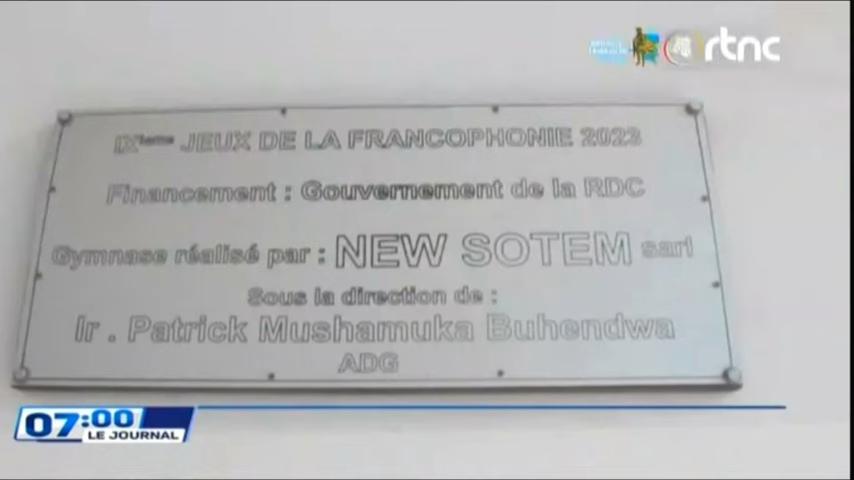 rtnc
IXieme JEUX DE LA FRANCOPHONIE 2023
Financement : Gouvernement de la RDC
Gymnase réalisé par : NEW SOTEM sarl
Sous la direction de :
Ir . Patrick Mushamuka Buhendwa
ADG
07:00
LE JOURNAL